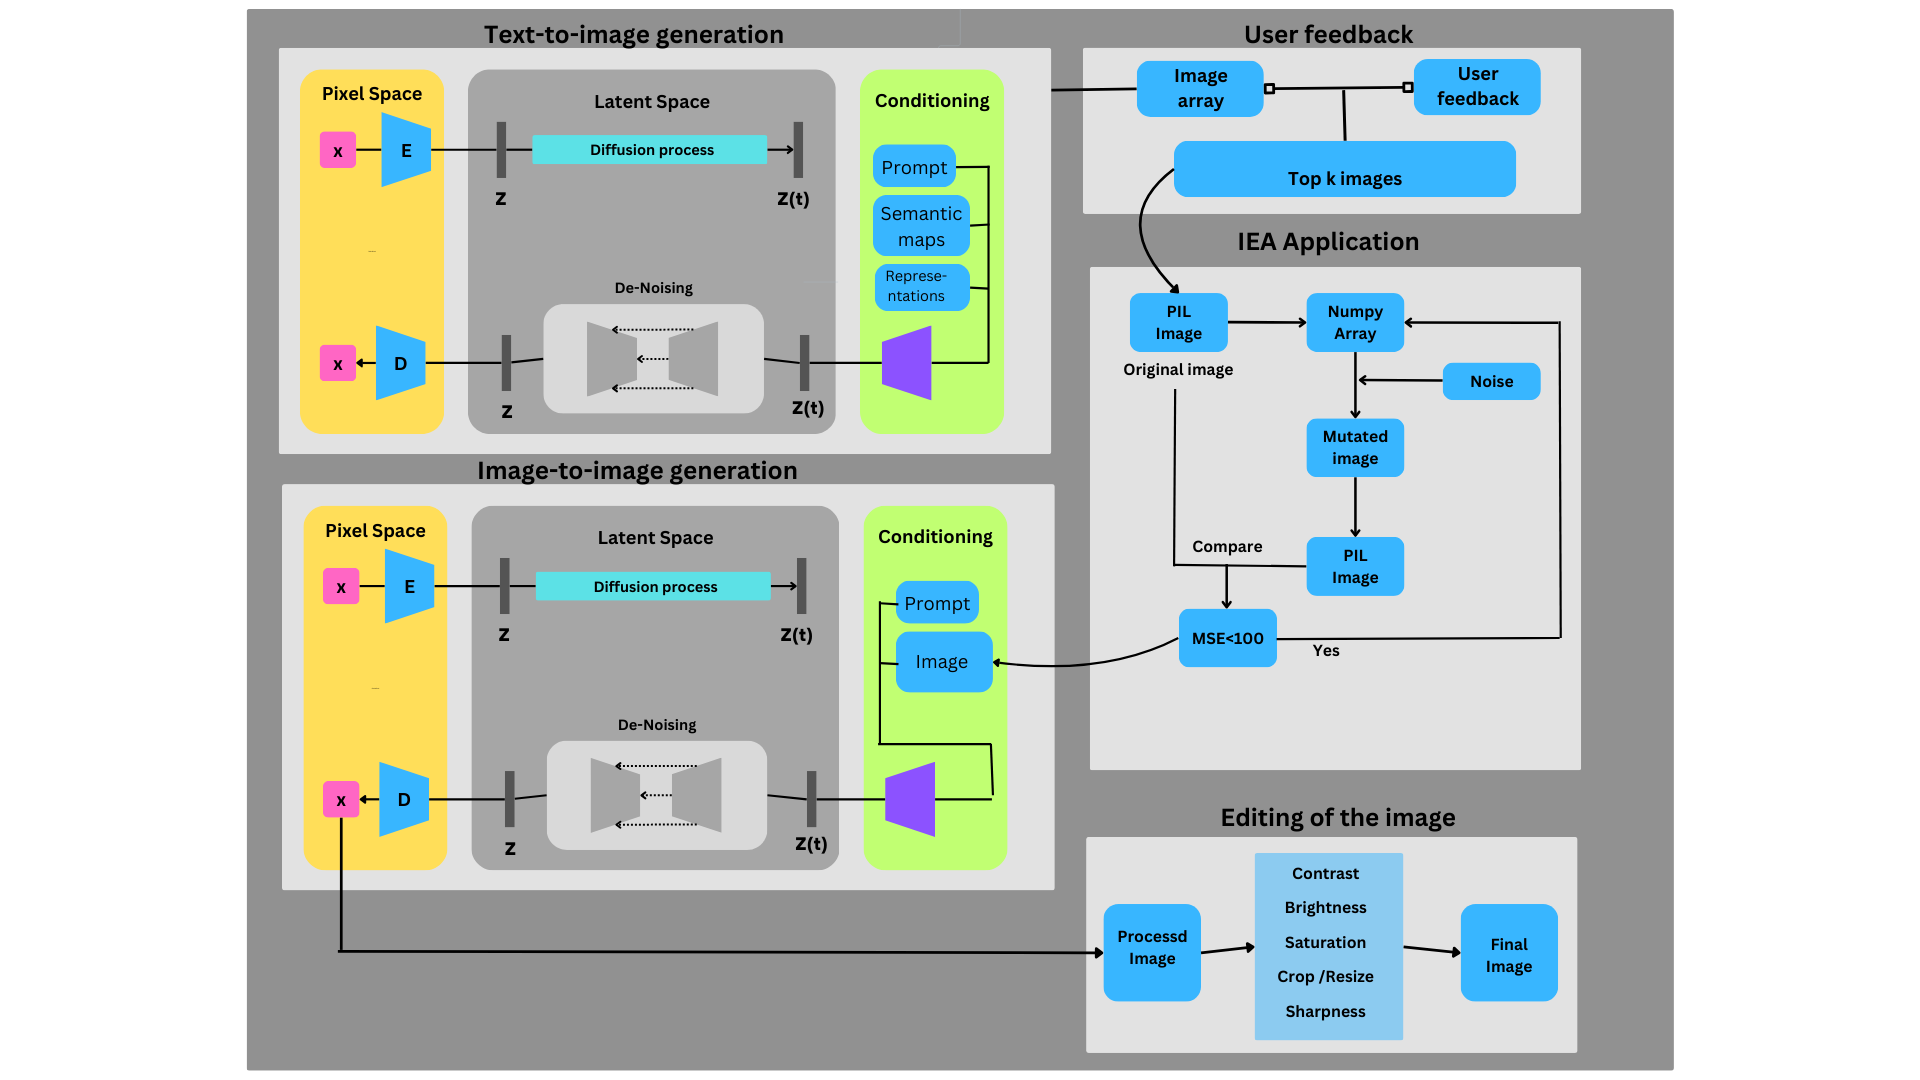 Text-to-image generation
Pixel Space
x
E
Latent Space
Z
Diffusion process
Z(t)
Conditioning
Prompt
Semantic
maps
Represe-
ntations
De-Noising
x
D
Z
Z(t)
Image-to-image generation
Pixel Space
x
E
Latent Space
Z
Diffusion process
Z(t)
Conditioning
Prompt
Image
De-Noising
x
D
Z
Z(t)
User feedback
Image
array
User
feedback
Top k images
IEA Application
PIL
Image
Original image
Numpy
Array
Noise
Mutated
image
Compare
PIL
Image
MSE<100
Yes
Editing of the image
Processd
Image
Contrast
Brightness
Saturation
Crop /Resize
Sharpness
Final
Image